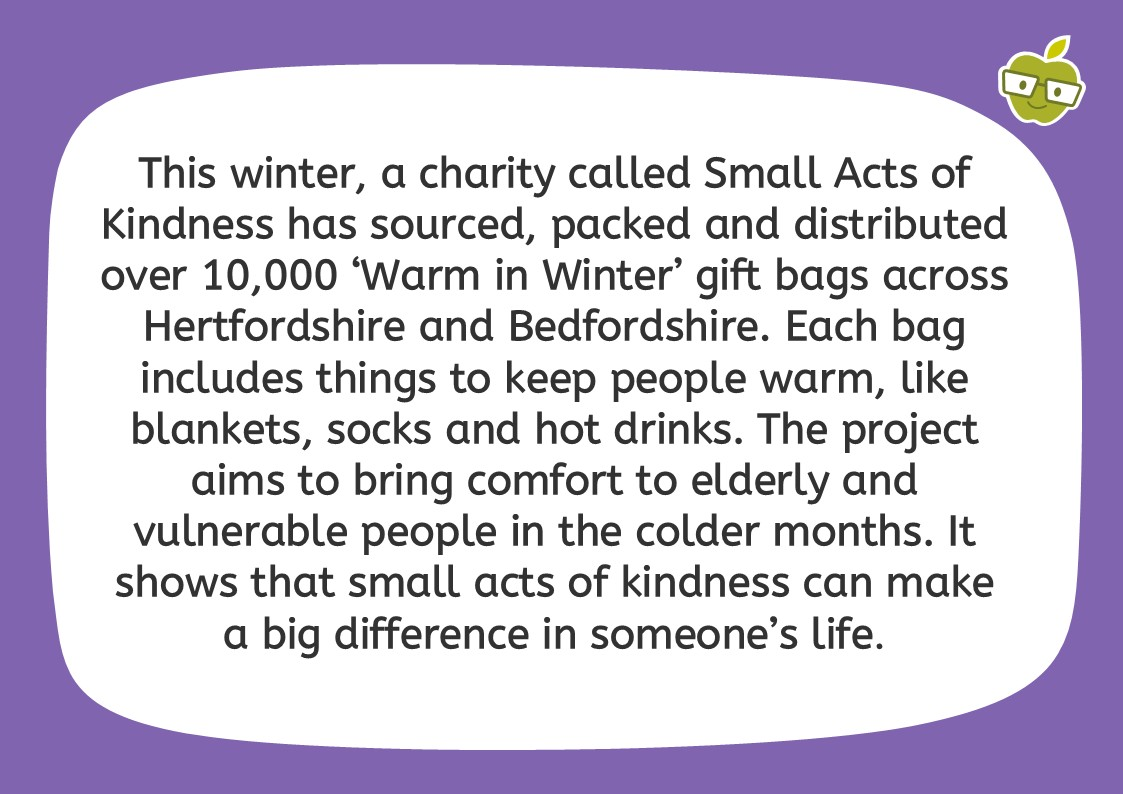 This winter, a charity called Small Acts of
Kindness has sourced, packed and distributed
over 10,000 ‘Warm in Winter’ gift bags across
Hertfordshire and Bedfordshire. Each bag
includes things to keep people warm, like
blankets, socks and hot drinks. The project
aims to bring comfort to elderly and
vulnerable people in the colder months. It
shows that small acts of kindness can make
a big difference in someone’s life.